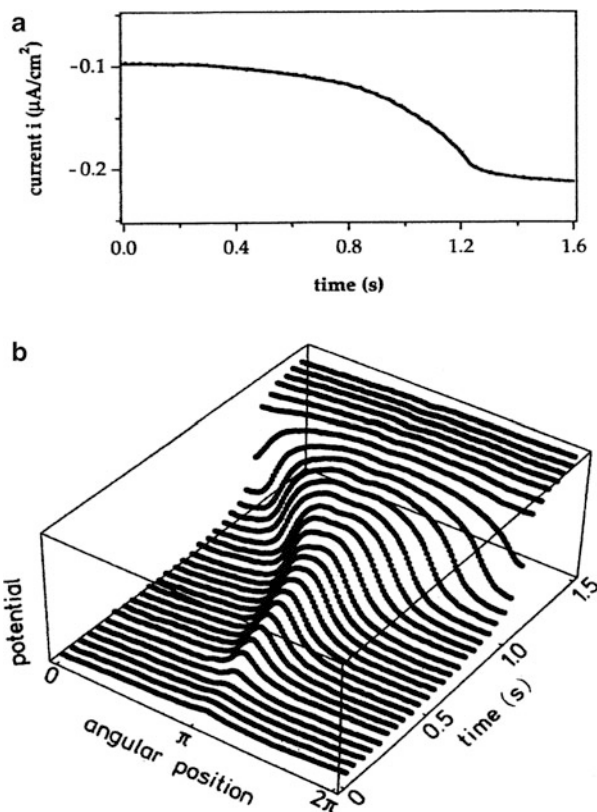 a
current i (μA/cm²)
-0.1
-0.2
0.0 0.4 0.8 1.2 1.6
time (s)
b
potential
0
π
2π
angular position
0
0.5
1.0
1.5
time (s)